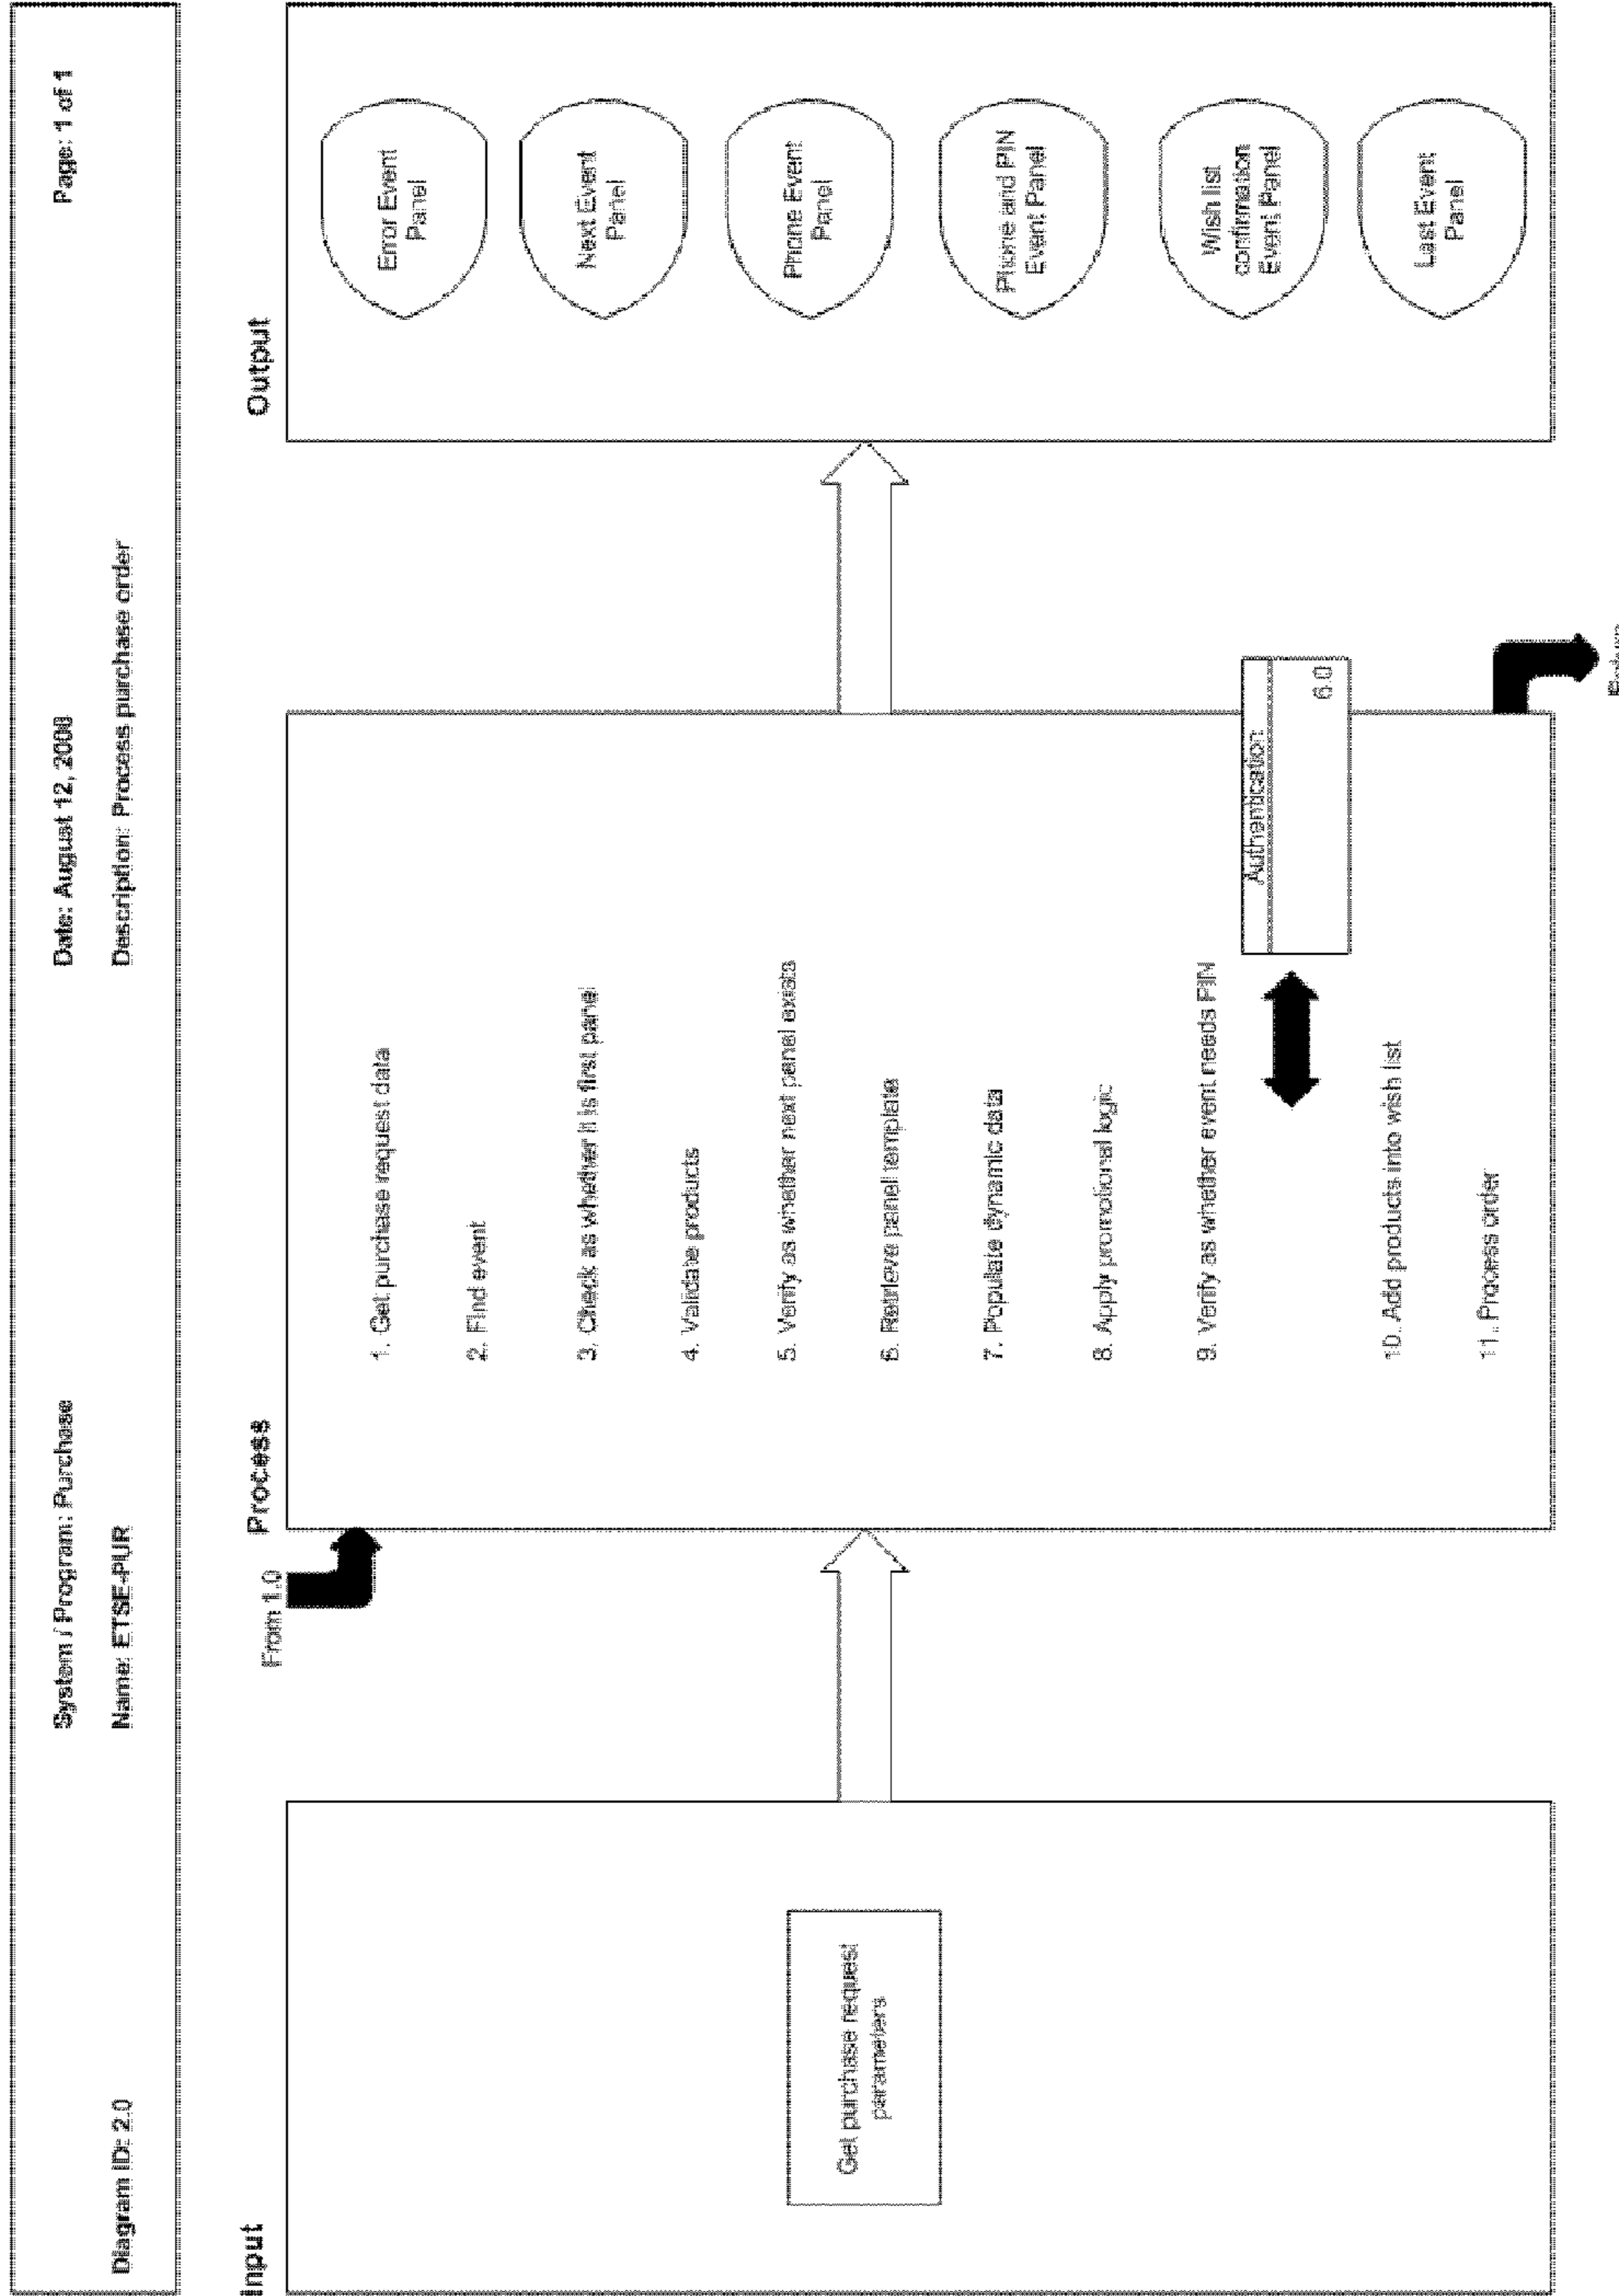 System / Program: Purchase
Date: August 12, 2000
Page: 1 of 1
Diagram ID: 2.0
Name: ETSE-PUR
Description: Process purchase order
Input
Process
Output
From 1.0
Get purchase request
parameters
1. Get purchase request data
2. Find event
3. Check as whether it is first panel
4. Validate products
5. Verify as whether next panel exists
6. Retrieve panel template
7. Populate dynamic data
8. Apply promotional logic
9. Verify as whether event needs PIN
Authentication
6.0
10. Add products into wish list
11. Process order
Error Event
Panel
Next Event
Panel
Phone Event
Panel
Phone and PIN
Event Panel
Wish list
confirmation
Event Panel
Last Event
Panel